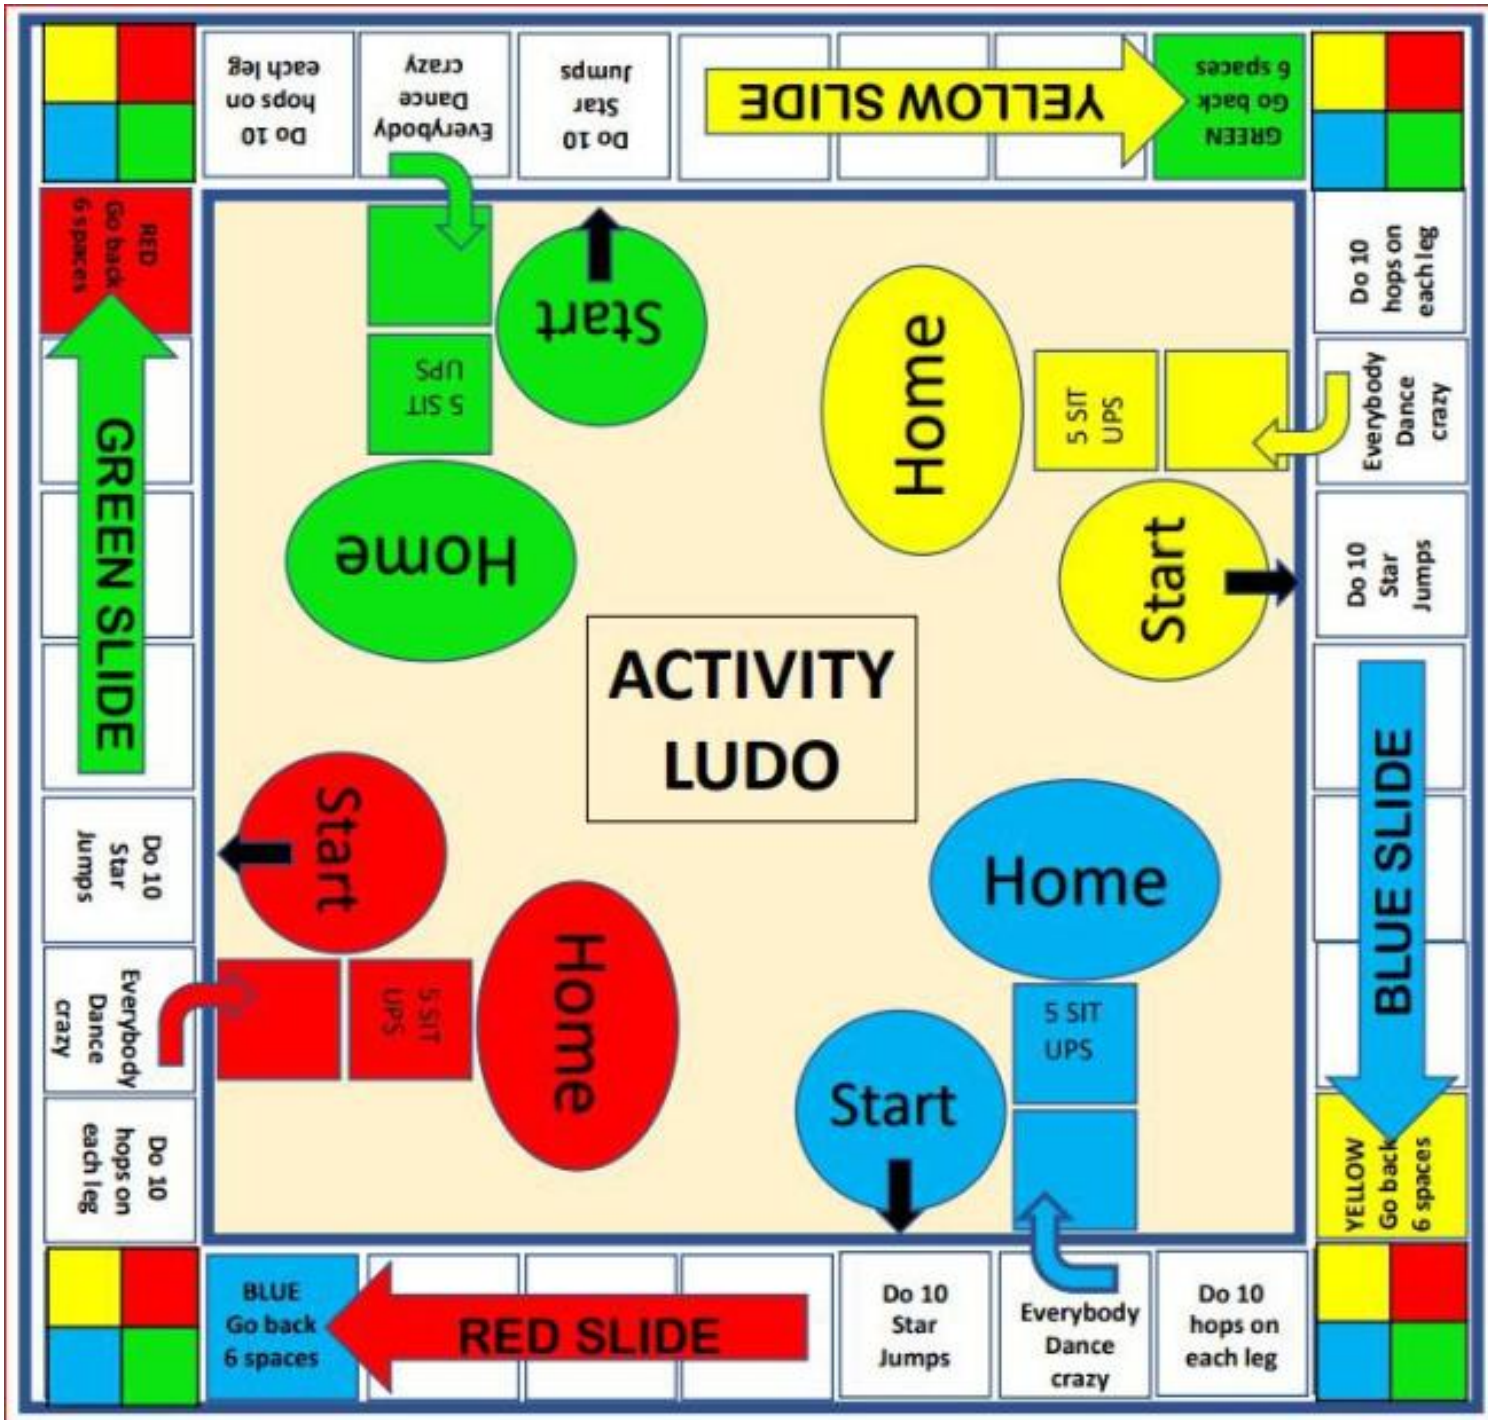 Do 10
hops on
each leg
Everybody
Dance
crazy
Do 10
Star
Jumps
YELLOW SLIDE
GREEN
Go back
6 spaces
RED
Go back
6 spaces
GREEN SLIDE
Do 10
Star
Jumps
Everybody
Dance
crazy
Do 10
hops on
each leg
Start
5 SIT
UPS
Home
Home
5 SIT
UPS
Start
ACTIVITY
LUDO
Start
5 SIT
UPS
Home
Home
5 SIT
UPS
Start
Do 10
hops on
each leg
Everybody
Dance
crazy
Do 10
Star
Jumps
BLUE SLIDE
YELLOW
Go back
6 spaces
BLUE
Go back
6 spaces
RED SLIDE
Do 10
Star
Jumps
Everybody
Dance
crazy
Do 10
hops on
each leg